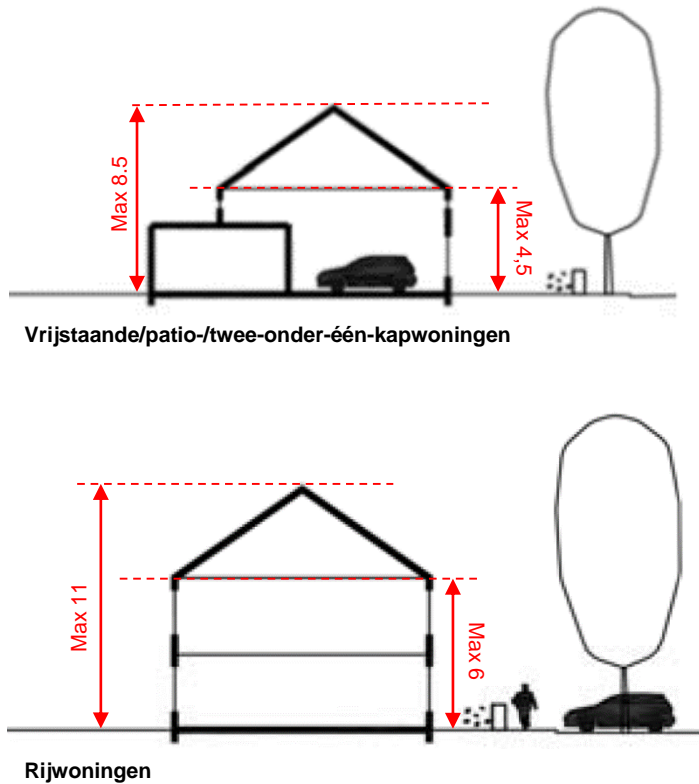 Max 8.5
Max 4,5
Vrijstaande/patio-/twee-onder-één-kapwoningen
Max 11
Max 6
Rijwoningen